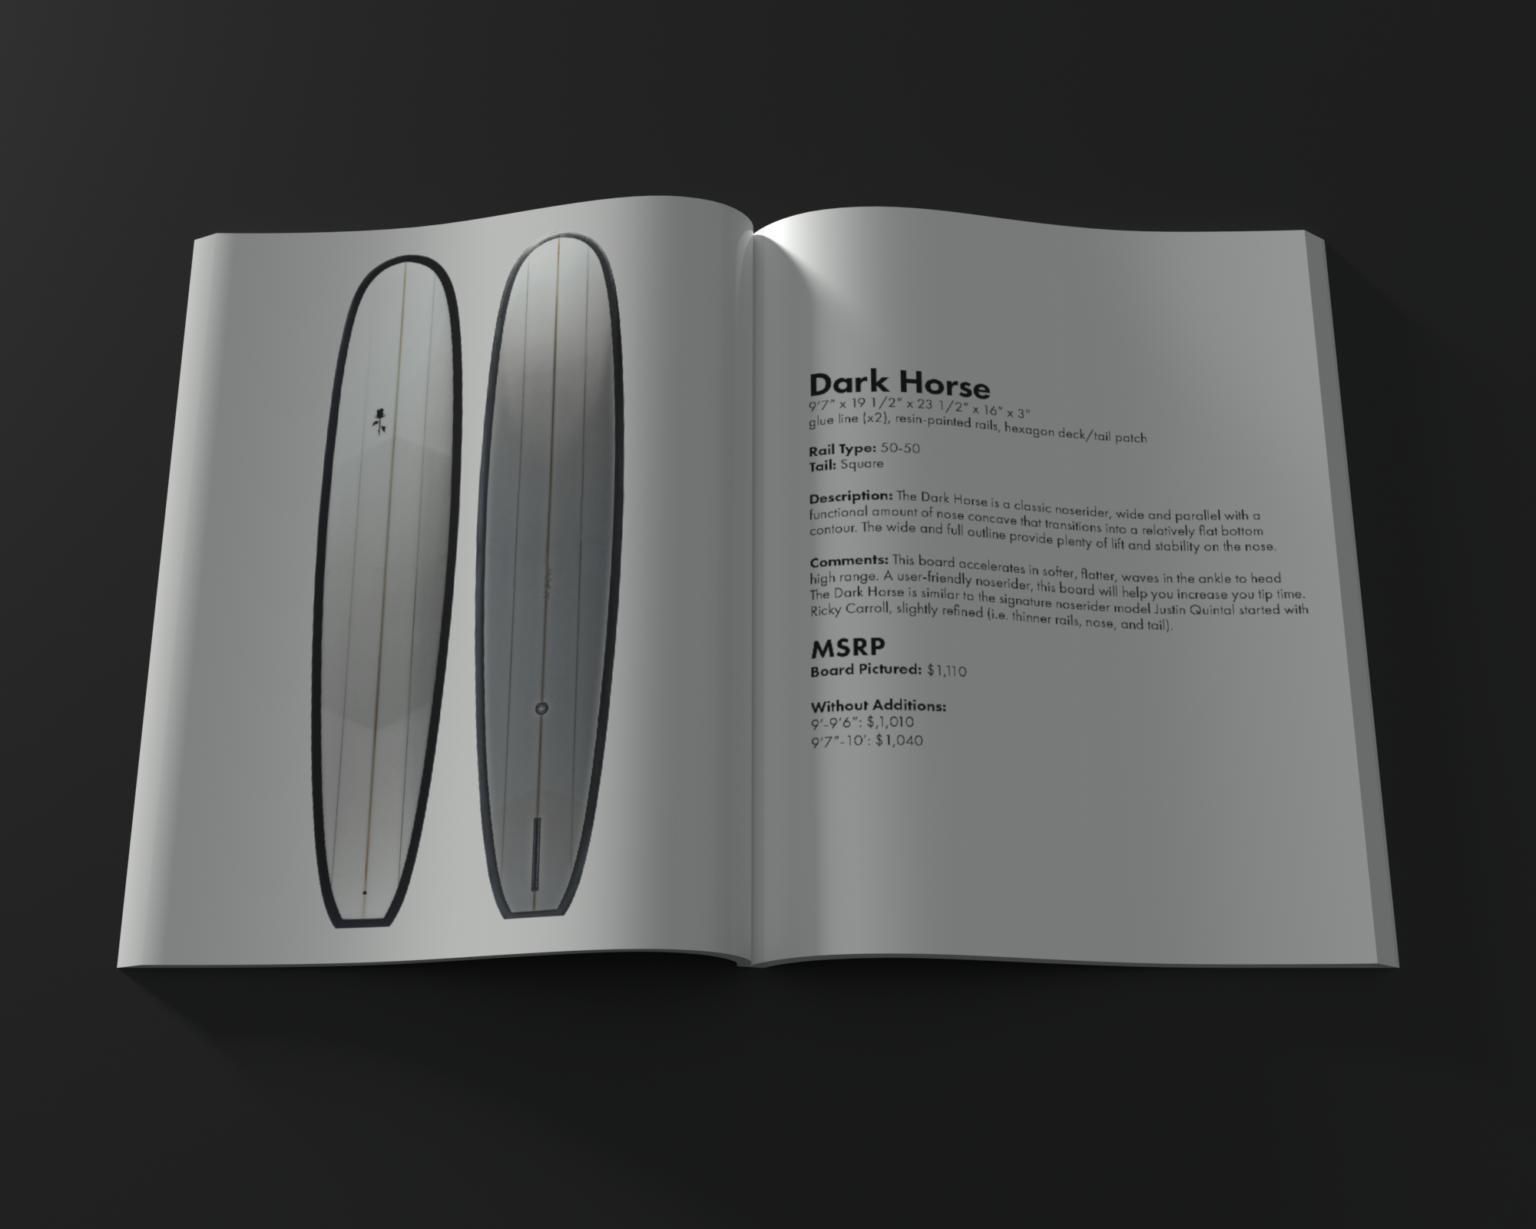 Dark Horse
9'7" x 19 1/2" x 23 1/2" x 16" x 3"
glue line (x2), resin-painted rails, hexagon deck/tail patch
Rail Type: 50-50
Tail: Square
Description: The Dark Horse is a classic noserider, wide and parallel with a
functional amount of nose concave that transitions into a relatively flat bottom
contour. The wide and full outline provide plenty of lift and stability on the nose.
Comments: This board accelerates in softer, flatter, waves in the ankle to head
high range. A user-friendly noserider, this board will help you increase you tip time.
The Dark Horse is similar to the signature noserider model Justin Quintal started with
Ricky Carroll, slightly refined (i.e. thinner rails, nose, and tail).
MSRP
Board Pictured: $1,110
Without Additions:
9'-9'6": $,1,010
9'7"-10': $1,040